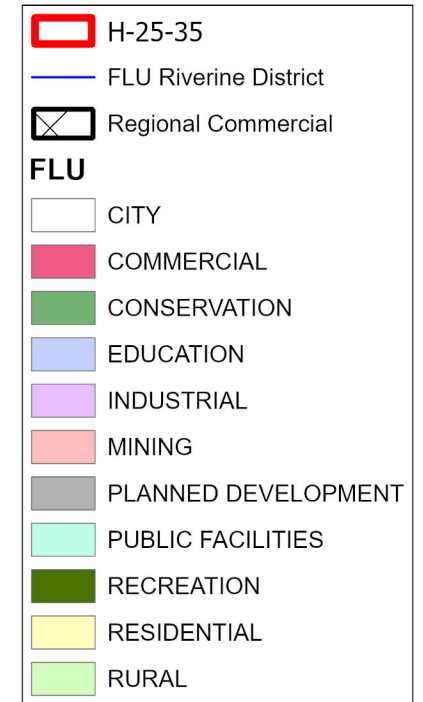 H-25-35
FLU Riverine District
Regional Commercial
FLU
CITY
COMMERCIAL
CONSERVATION
EDUCATION
INDUSTRIAL
MINING
PLANNED DEVELOPMENT
PUBLIC FACILITIES
RECREATION
RESIDENTIAL
RURAL